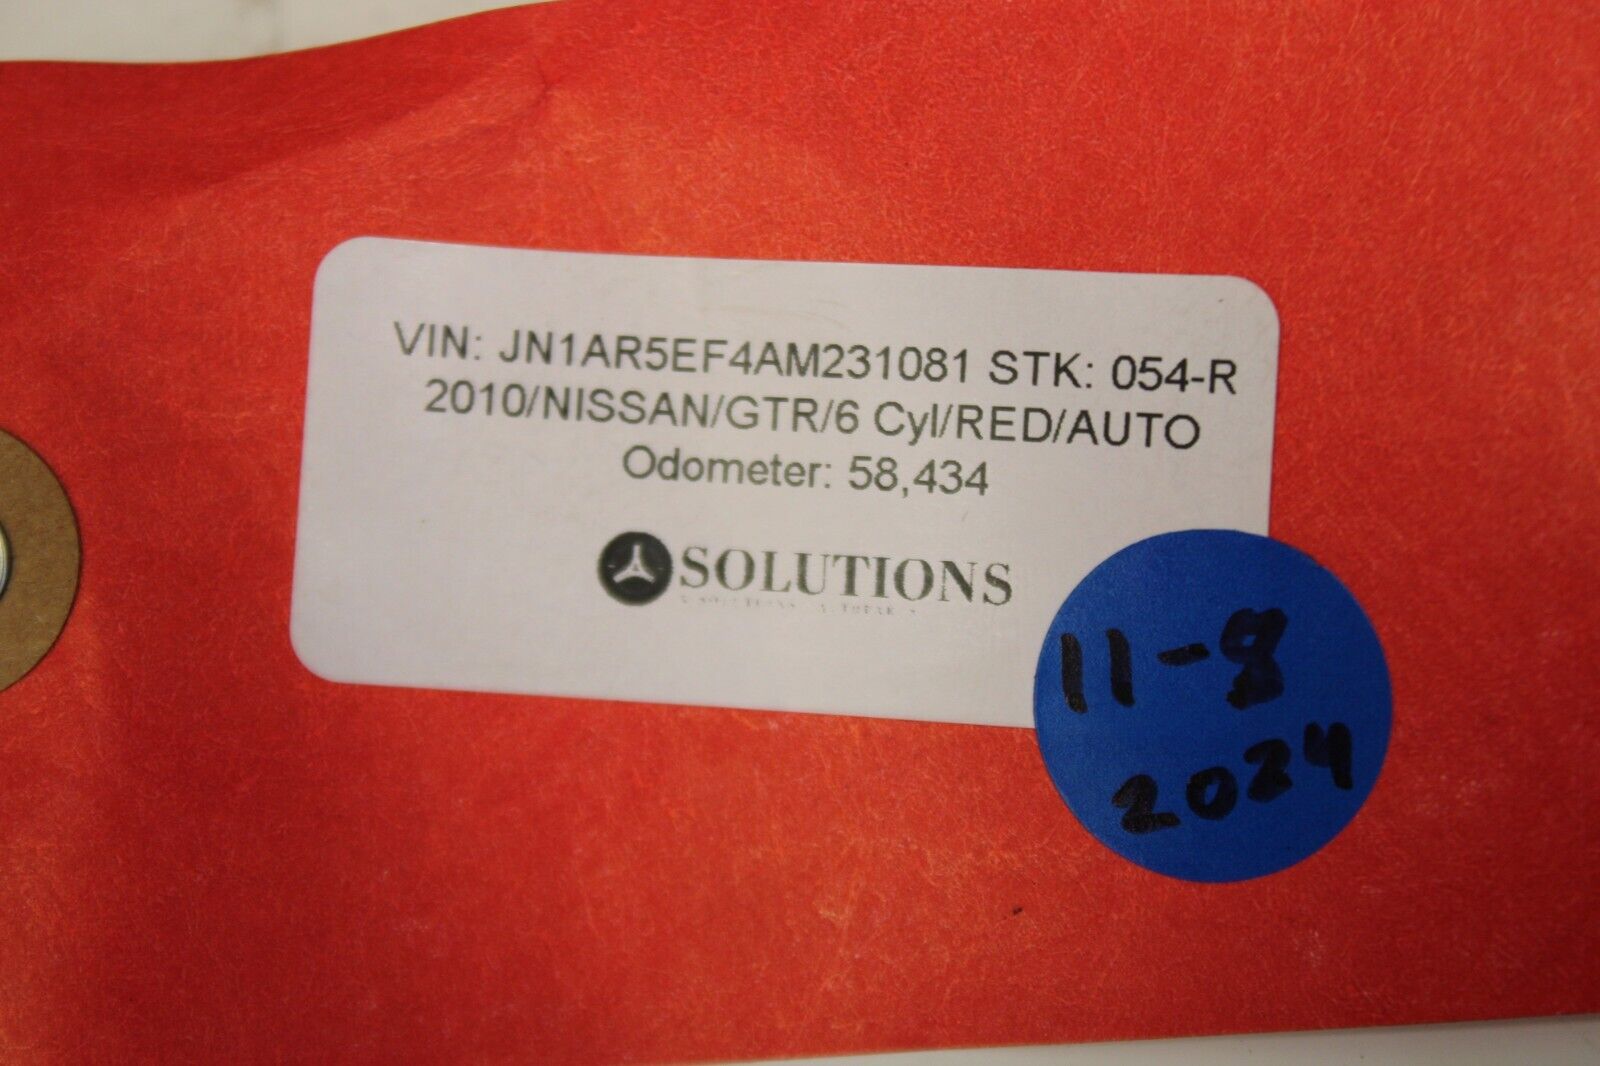 VIN: JN1AR5EF4AM231081 STK: 054-R
2010/NISSAN/GTR/6 Cyl/RED/AUTO
Odometer: 58,434
SOLUTIONS
11-8
2024